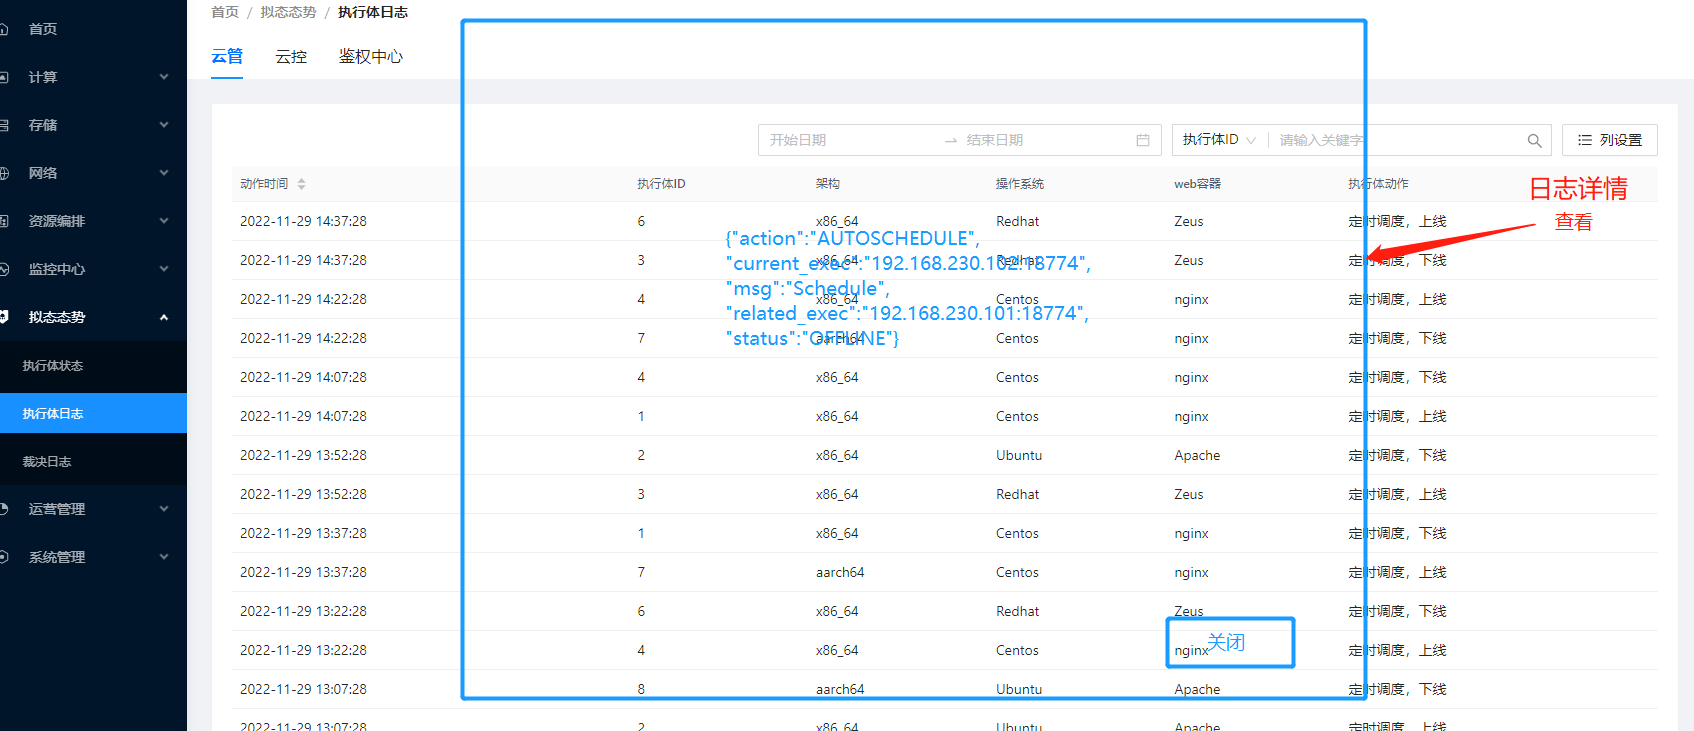 首页 / 拟态态势 / 执行体日志
云管 云控 鉴权中心
首页
计算
存储
网络
资源编排
监控中心
拟态态势
执行体状态
执行体日志
裁决日志
运营管理
系统管理
开始日期 → 结束日期 执行体ID 请输入关键字 列设置
动作时间 执行体ID 架构 操作系统 web容器 执行体动作
日志详情
查看
2022-11-29 14:37:28 6 x86_64 Redhat Zeus 定时调度，上线
2022-11-29 14:37:28 3 x86_64 Redhat Zeus 定时调度，下线
2022-11-29 14:22:28 4 x86_64 Centos nginx 定时调度，上线
2022-11-29 14:22:28 7 aarch64 Centos nginx 定时调度，下线
2022-11-29 14:07:28 4 x86_64 Centos nginx 定时调度，下线
2022-11-29 14:07:28 1 x86_64 Centos nginx 定时调度，上线
2022-11-29 13:52:28 2 x86_64 Ubuntu Apache 定时调度，下线
2022-11-29 13:52:28 3 x86_64 Redhat Zeus 定时调度，上线
2022-11-29 13:37:28 1 x86_64 Centos nginx 定时调度，下线
2022-11-29 13:37:28 7 aarch64 Centos nginx 定时调度，上线
2022-11-29 13:22:28 6 x86_64 Redhat Zeus 定时调度，下线
2022-11-29 13:22:28 4 x86_64 Centos nginx 定时调度，上线
2022-11-29 13:07:28 8 aarch64 Ubuntu Apache 定时调度，下线
2022-11-29 13:07:28 2 x86_64 Ubuntu Apache 定时调度，上线
{"action":"AUTOSCHEDULE",
"current_exec":"192.168.230.102:18774",
"msg":"Schedule",
"related_exec":"192.168.230.101:18774",
"status":"OFFLINE"}
关闭